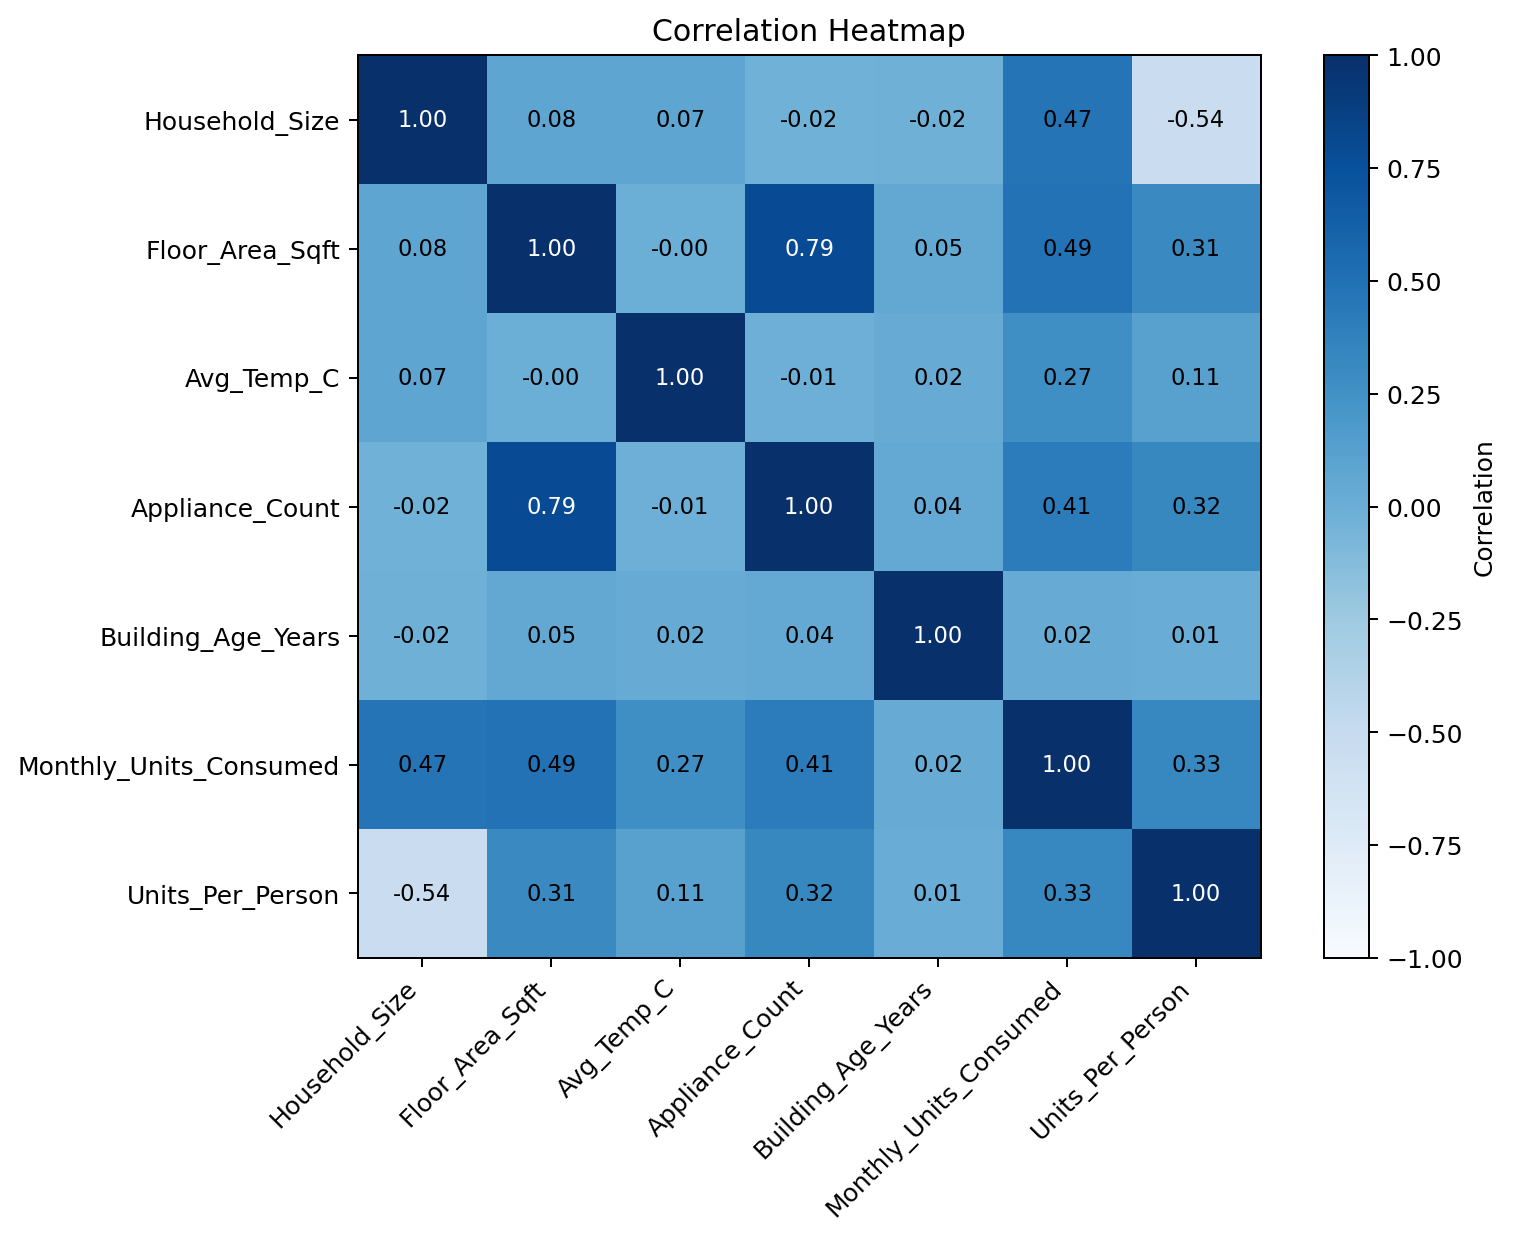 Correlation Heatmap
Household_Size 1.00 0.08 0.07 -0.02 -0.02 0.47 -0.54
Floor_Area_Sqft 0.08 1.00 -0.00 0.79 0.05 0.49 0.31
Avg_Temp_C 0.07 -0.00 1.00 -0.01 0.02 0.27 0.11
Appliance_Count -0.02 0.79 -0.01 1.00 0.04 0.41 0.32
Building_Age_Years -0.02 0.05 0.02 0.04 1.00 0.02 0.01
Monthly_Units_Consumed 0.47 0.49 0.27 0.41 0.02 1.00 0.33
Units_Per_Person -0.54 0.31 0.11 0.32 0.01 0.33 1.00
Household_Size
Floor_Area_Sqft
Avg_Temp_C
Appliance_Count
Building_Age_Years
Monthly_Units_Consumed
Units_Per_Person
1.00
0.75
0.50
0.25
0.00
−0.25
−0.50
−0.75
−1.00
Correlation